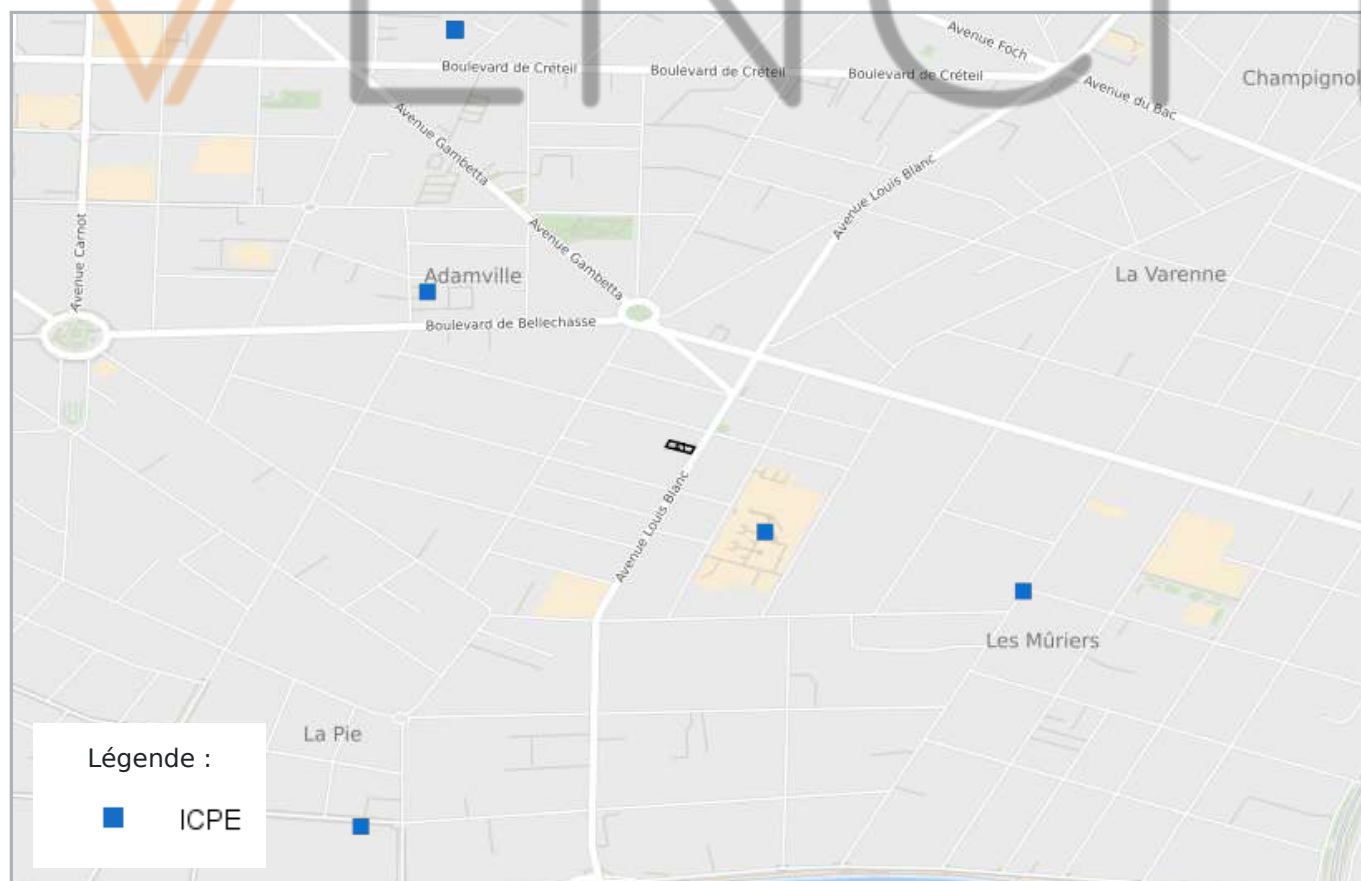 VENCI
Avenue Foch
Boulevard de Créteil
Boulevard de Créteil
Boulevard de Créteil
Champignol
Avenue du Bac
Avenue Gambetta
Avenue Louis Blanc
Avenue Carnot
Avenue Gambetta
Adamville
La Varenne
Boulevard de Bellechasse
Avenue Louis Blanc
Les Mûriers
La Pie
Légende :
ICPE